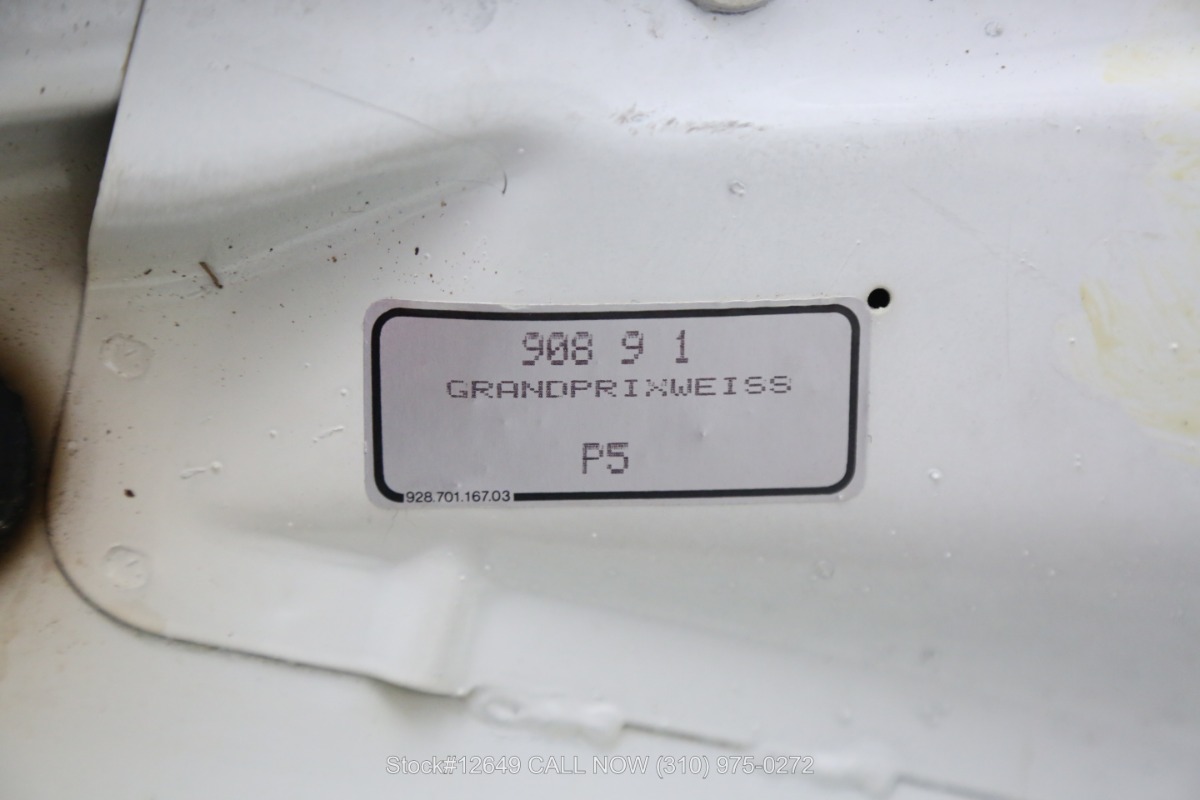 908 9 1
GRANDPRIXWEISS
P5
928.701.167.03
Stock#12649 CALL NOW (310) 975-0272